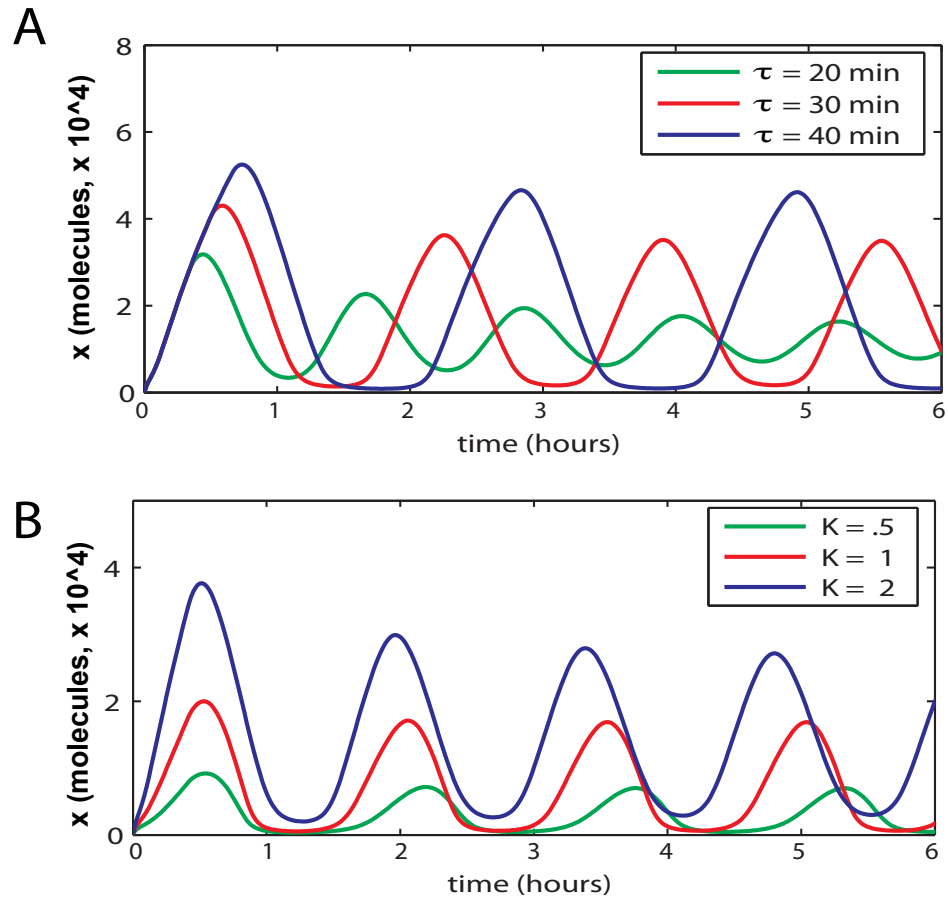 A
x (molecules, x 10^4)
8
6
4
2
0
τ = 20 min
τ = 30 min
τ = 40 min
0 1 2 3 4 5 6
time (hours)
B
x (molecules, x 10^4)
4
2
0
K = .5
K = 1
K = 2
0 1 2 3 4 5 6
time (hours)